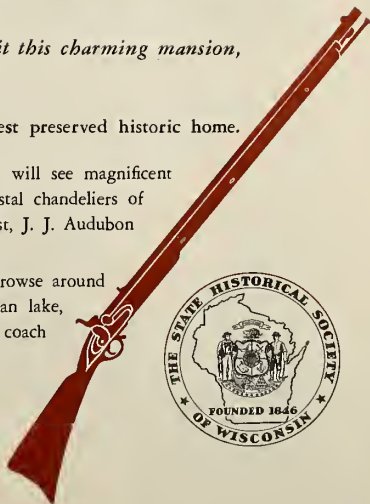 it this charming mansion,
est preserved historic home.
will see magnificent
stal chandeliers of
st, J. J. Audubon
rowse around
an lake,
coach
THE STATE HISTORICAL SOCIETY
OF WISCONSIN
FOUNDED 1846